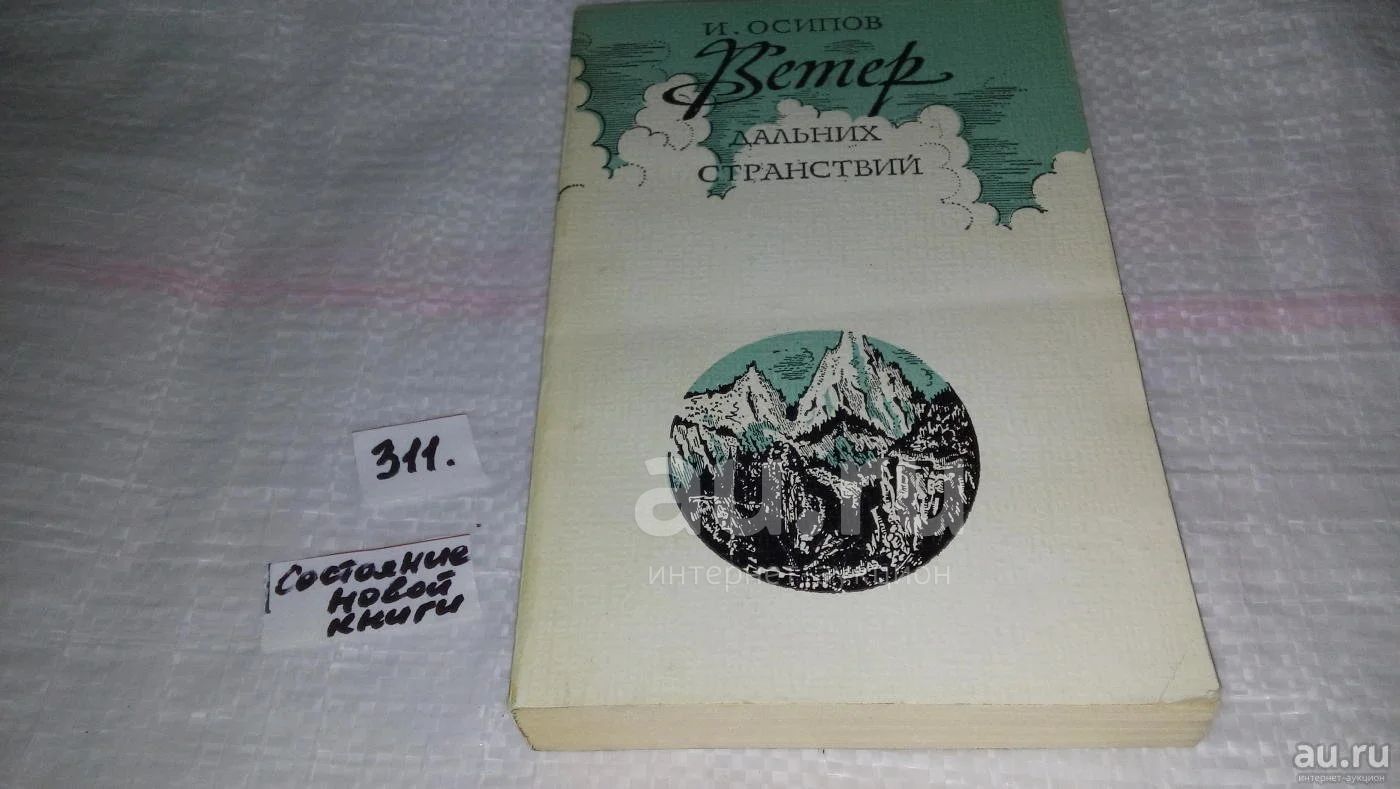 И. ОСИПОВ
Ветер
ДАЛЬНИХ
СТРАНСТВИЙ
311.
Состояние
новой
книги
au.ru
интернет-аукцион
au.ru
интернет-аукцион